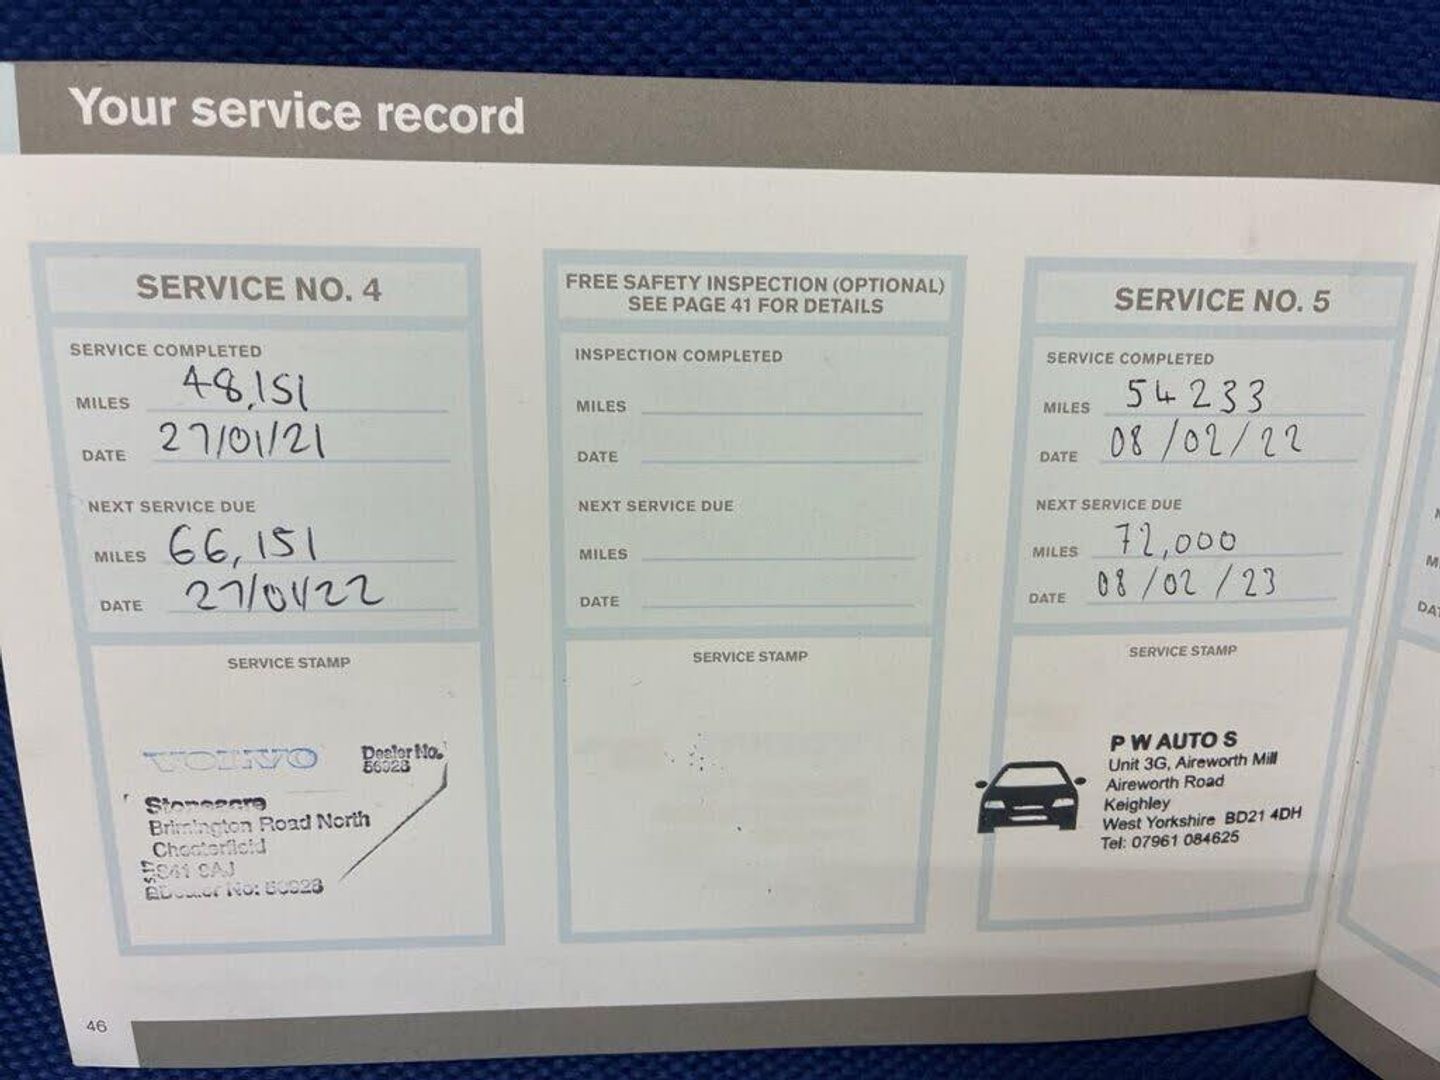 Your service record
SERVICE NO. 4
SERVICE COMPLETED
MILES 48,151
DATE 27/01/21
NEXT SERVICE DUE
MILES 66,151
DATE 27/01/22
SERVICE STAMP
VOLVO
Dealer No.
56028
Stoneacre
Brimington Road North
Chesterfield
S41 9AJ
FREE SAFETY INSPECTION (OPTIONAL)
SEE PAGE 41 FOR DETAILS
INSPECTION COMPLETED
MILES
DATE
NEXT SERVICE DUE
MILES
DATE
SERVICE STAMP
SERVICE NO. 5
SERVICE COMPLETED
MILES 54233
DATE 08/02/22
NEXT SERVICE DUE
MILES 72,000
DATE 08/02/23
SERVICE STAMP
P W AUTO S
Unit 3G, Aireworth Mill
Aireworth Road
Keighley
West Yorkshire BD21 4DH
Tel: 07961 084625
46